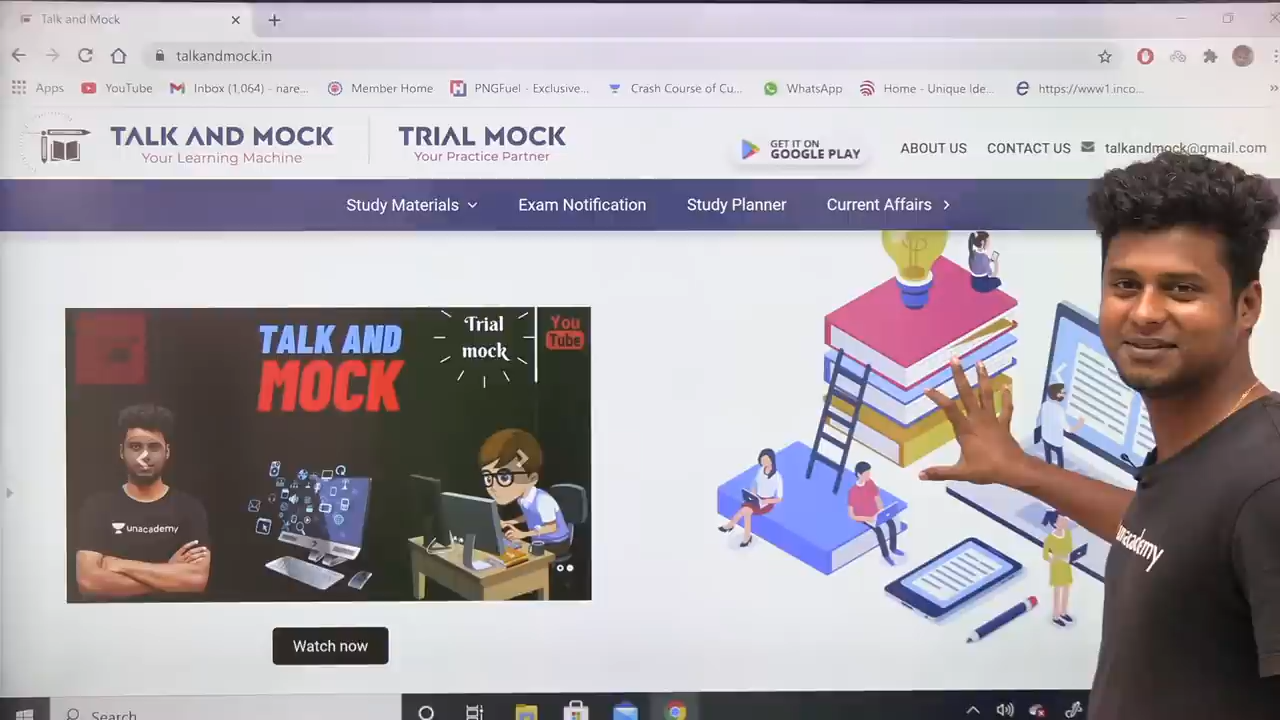 Talk and Mock
talkandmock.in
Apps YouTube Inbox (1,064) - nare... Member Home PNGFuel - Exclusive... Crash Course of Cu... WhatsApp Home - Unique Ide... https://www1.inco...
TALK AND MOCK
Your Learning Machine
TRIAL MOCK
Your Practice Partner
GET IT ON
GOOGLE PLAY
ABOUT US CONTACT US talkandmock@gmail.com
Study Materials Exam Notification Study Planner Current Affairs
TALK AND
MOCK
Trial
mock
You
Tube
unacademy
unacademy
Watch now
Search